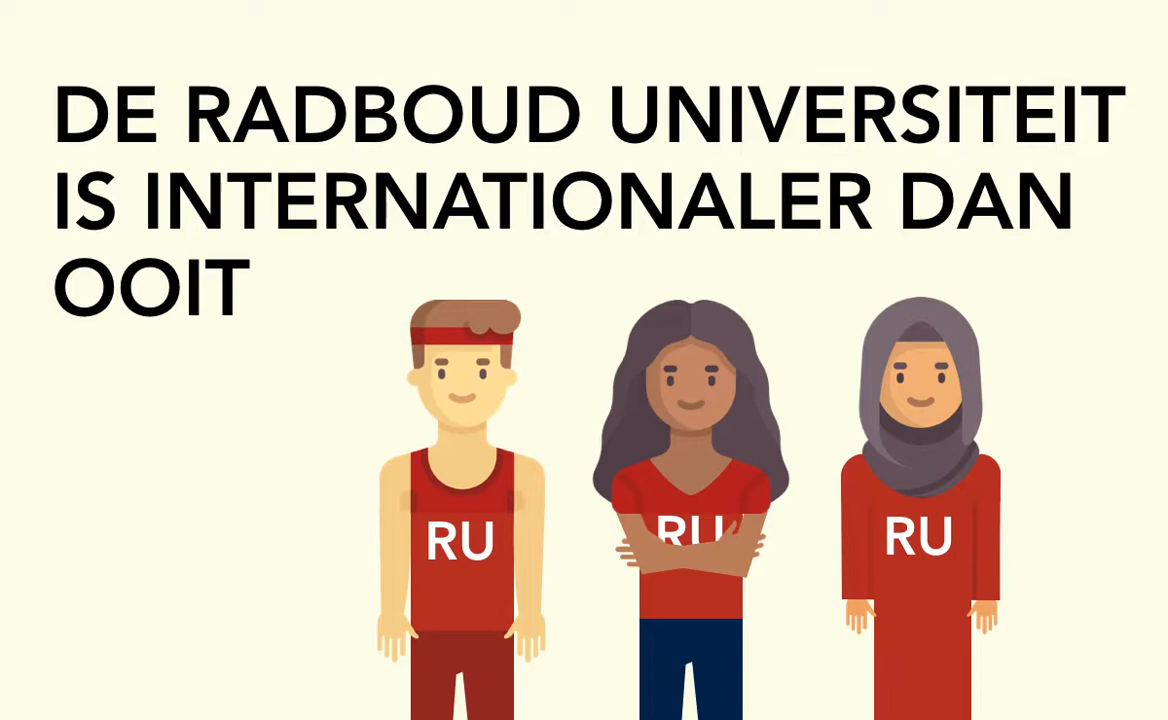 DE RADBOUD UNIVERSITEIT
IS INTERNATIONALER DAN
OOIT
RU
RU
RU